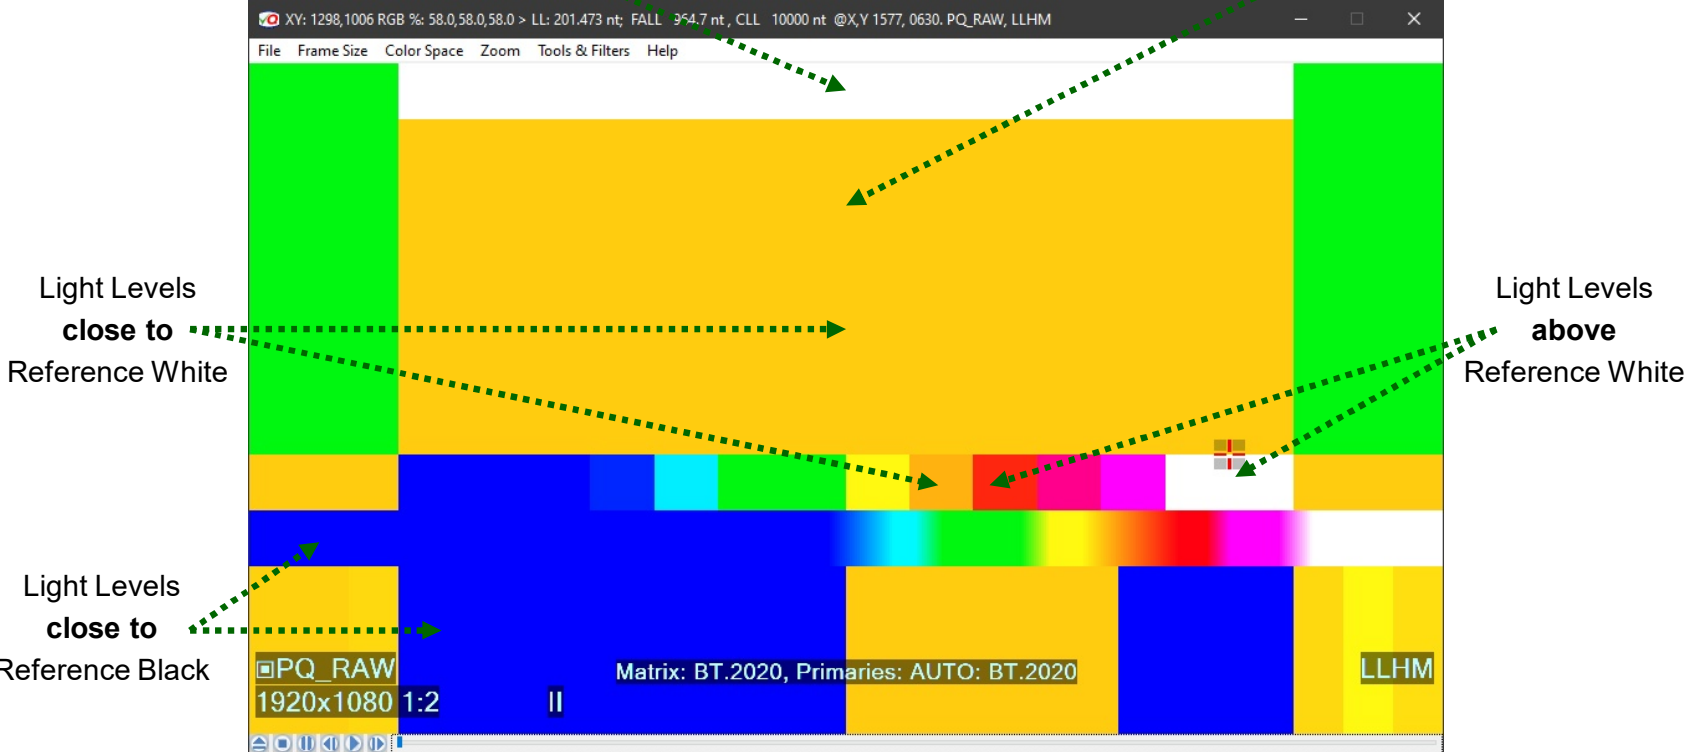 XY: 1298,1006 RGB %: 58.0,58.0,58.0 > LL: 201.473 nt; FALL 964.7 nt , CLL 10000 nt @X,Y 1577, 0630. PQ_RAW, LLHM
File Frame Size Color Space Zoom Tools & Filters Help
Light Levels
close to
Reference White
Light Levels
above
Reference White
Light Levels
close to
Reference Black
PQ_RAW
1920x1080 1:2
Matrix: BT.2020, Primaries: AUTO: BT.2020
LLHM